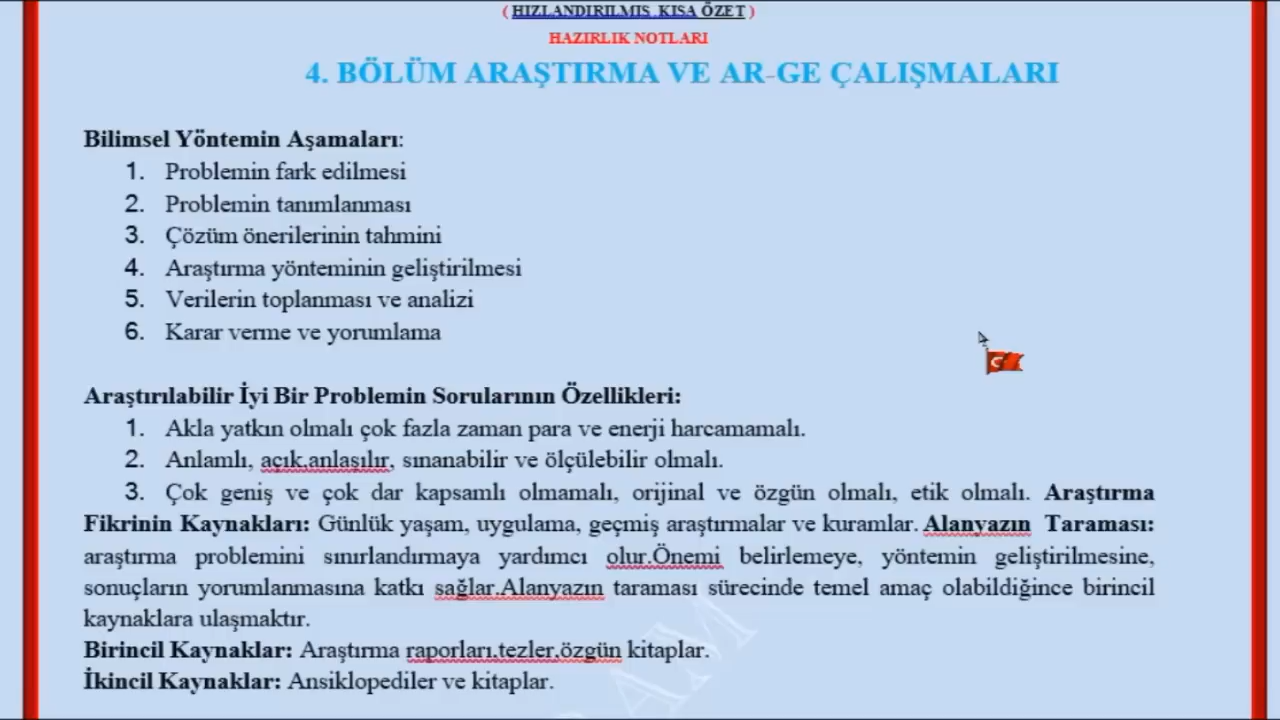 ( HIZLANDIRILMIŞ KISA ÖZET )
HAZIRLIK NOTLARI
4. BÖLÜM ARAŞTIRMA VE AR-GE ÇALIŞMALARI
Bilimsel Yöntemin Aşamaları:
1. Problemin fark edilmesi
2. Problemin tanımlanması
3. Çözüm önerilerinin tahmini
4. Araştırma yönteminin geliştirilmesi
5. Verilerin toplanması ve analizi
6. Karar verme ve yorumlama
Araştırılabilir İyi Bir Problemin Sorularının Özellikleri:
1. Akla yatkın olmalı çok fazla zaman para ve enerji harcamamalı.
2. Anlamlı, açık,anlaşılır, sınanabilir ve ölçülebilir olmalı.
3. Çok geniş ve çok dar kapsamlı olmamalı, orijinal ve özgün olmalı, etik olmalı. Araştırma
Fikrinin Kaynakları: Günlük yaşam, uygulama, geçmiş araştırmalar ve kuramlar. Alanyazın Taraması:
araştırma problemini sınırlandırmaya yardımcı olur.Önemi belirlemeye, yöntemin geliştirilmesine,
sonuçların yorumlanmasına katkı sağlar.Alanyazın taraması sürecinde temel amaç olabildiğince birincil
kaynaklara ulaşmaktır.
Birincil Kaynaklar: Araştırma raporları,tezler,özgün kitaplar.
İkincil Kaynaklar: Ansiklopediler ve kitaplar.